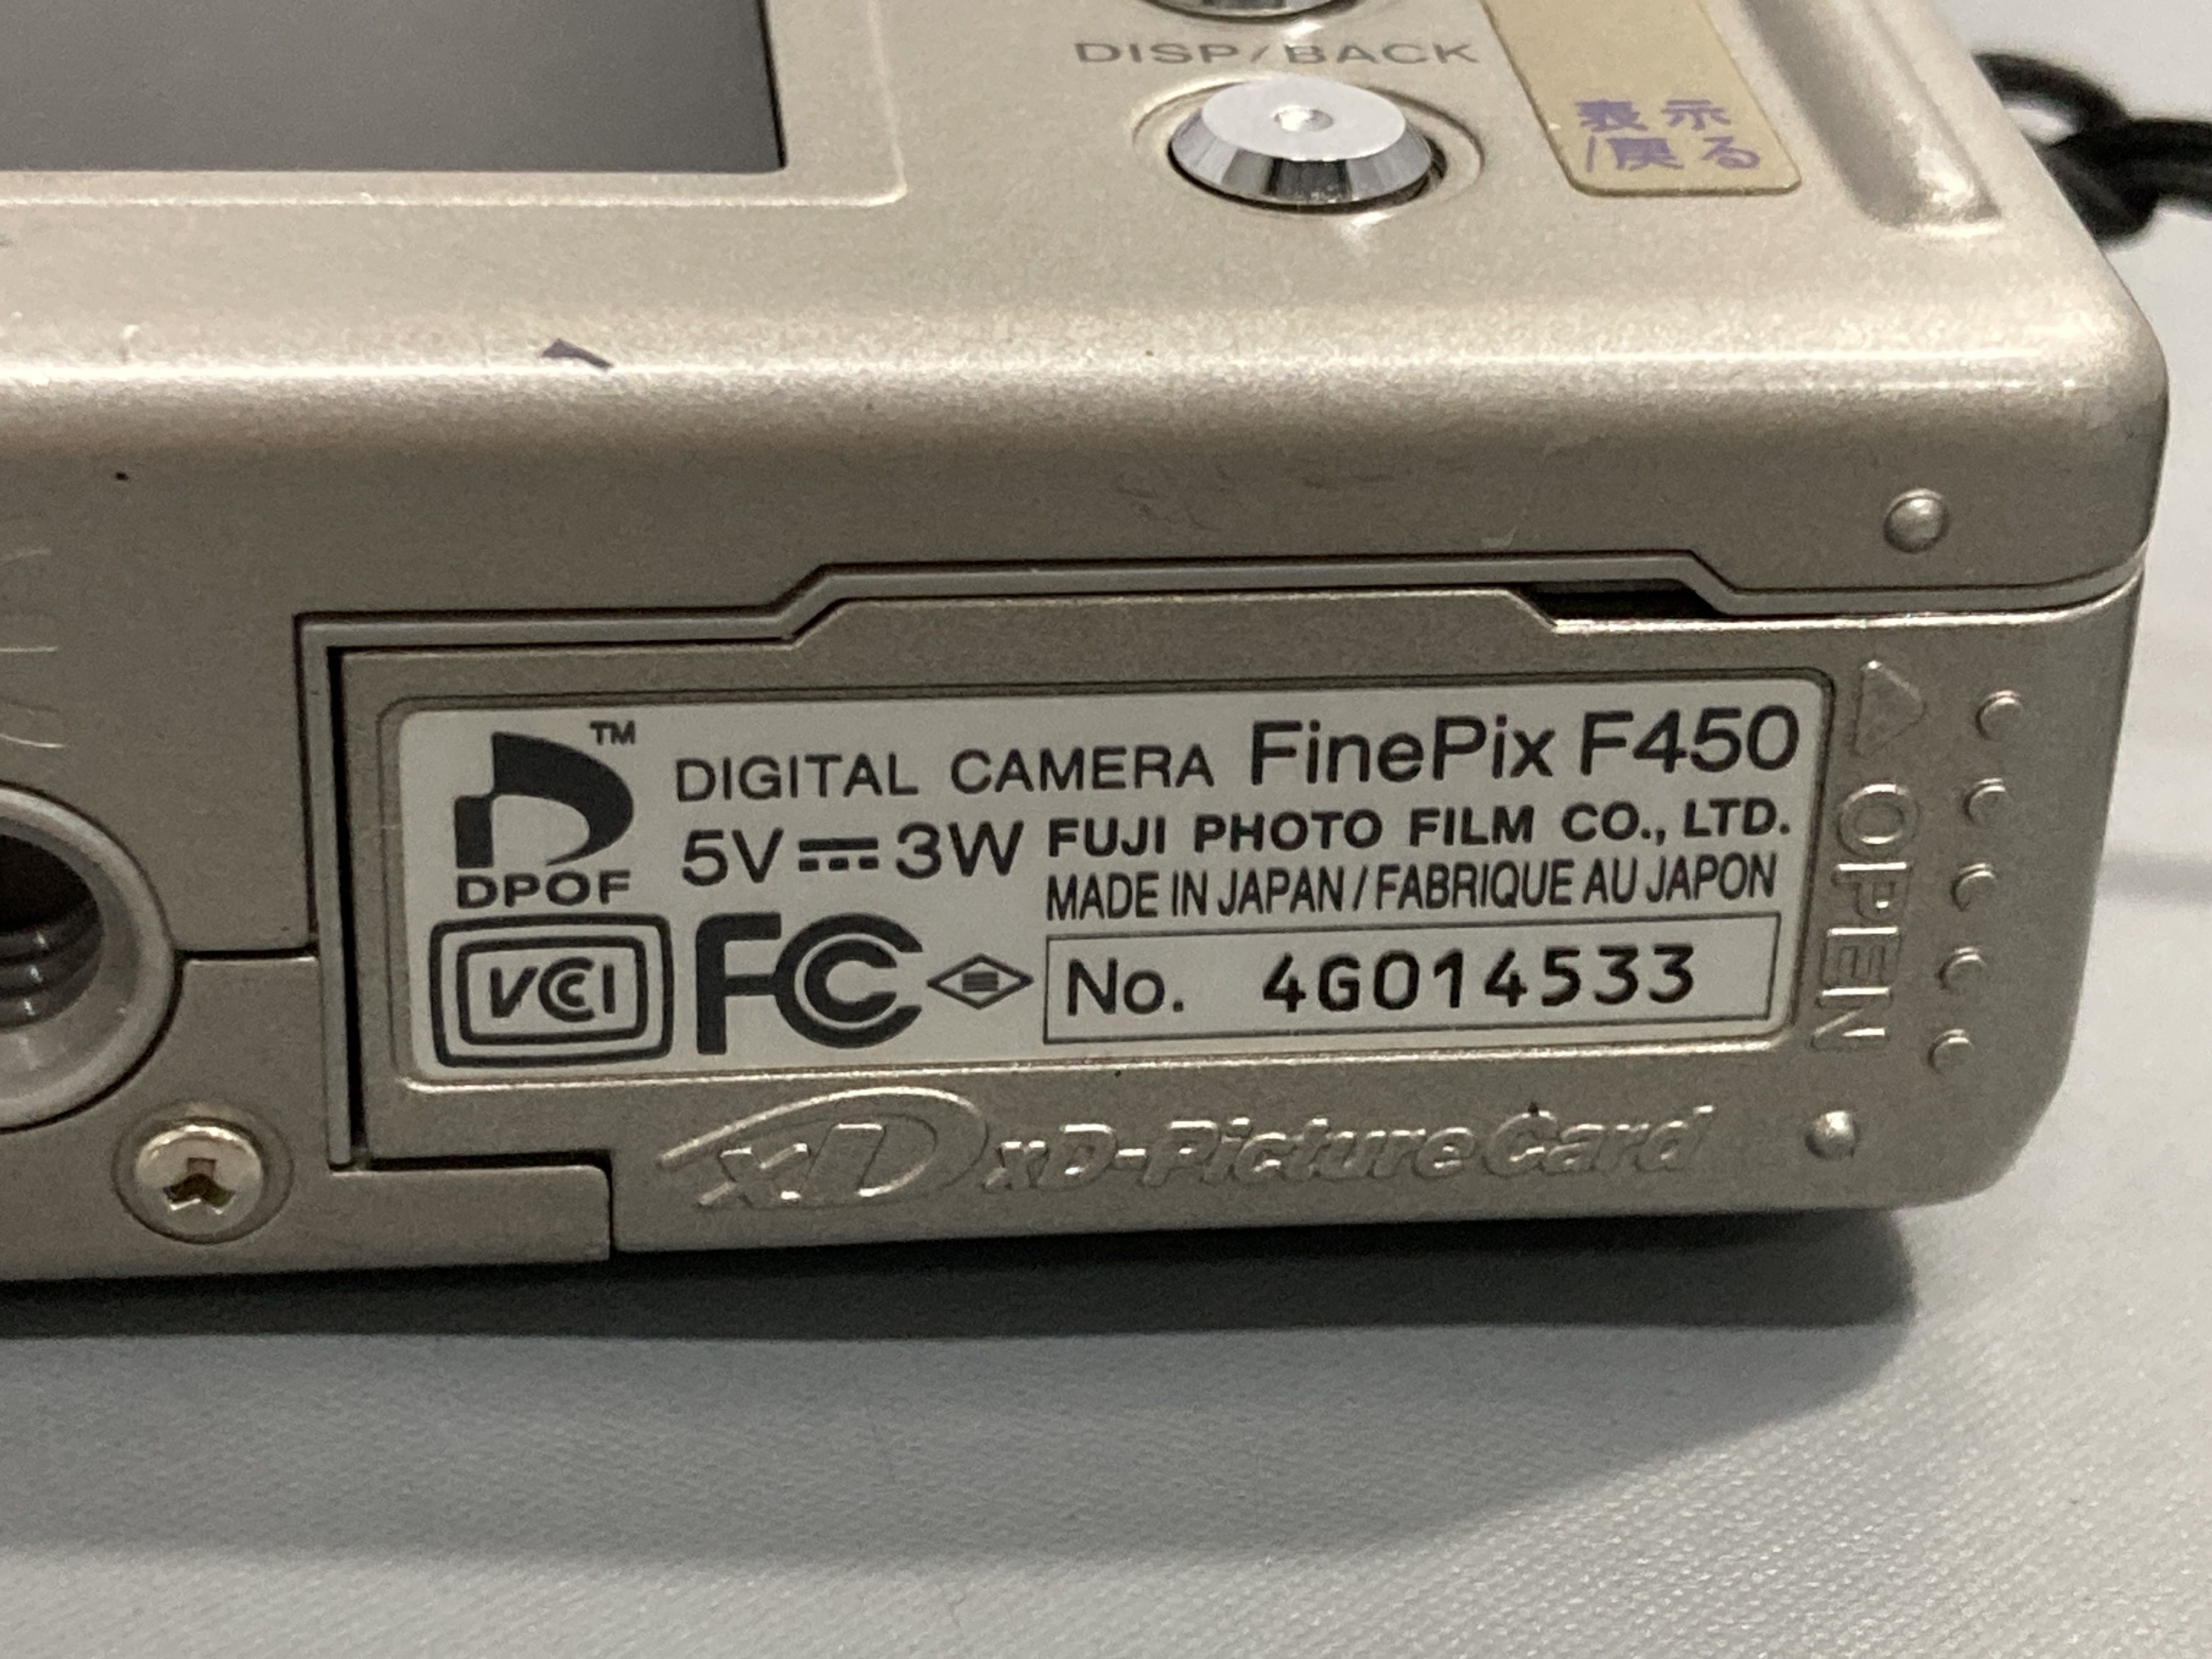 DISP/BACK
表示
/戻る
DPOF
TM
DIGITAL CAMERA FinePix F450
5V 3W FUJI PHOTO FILM CO., LTD.
MADE IN JAPAN / FABRIQUE AU JAPON
VCCI
FC
No. 4G014533
OPEN
xD xD-Picture Card